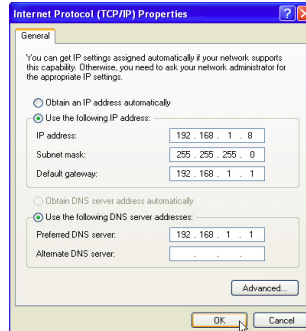 Internet Protocol (TCP/IP) Properties
General
You can get IP settings assigned automatically if your network supports
this capability. Otherwise, you need to ask your network administrator for
the appropriate IP settings.
Obtain an IP address automatically
Use the following IP address:
IP address: 192 . 168 . 1 . 8
Subnet mask: 255 . 255 . 255 . 0
Default gateway: 192 . 168 . 1 . 1
Obtain DNS server address automatically
Use the following DNS server addresses:
Preferred DNS server: 192 . 168 . 1 . 1
Alternate DNS server: . . .
Advanced...
OK Cancel